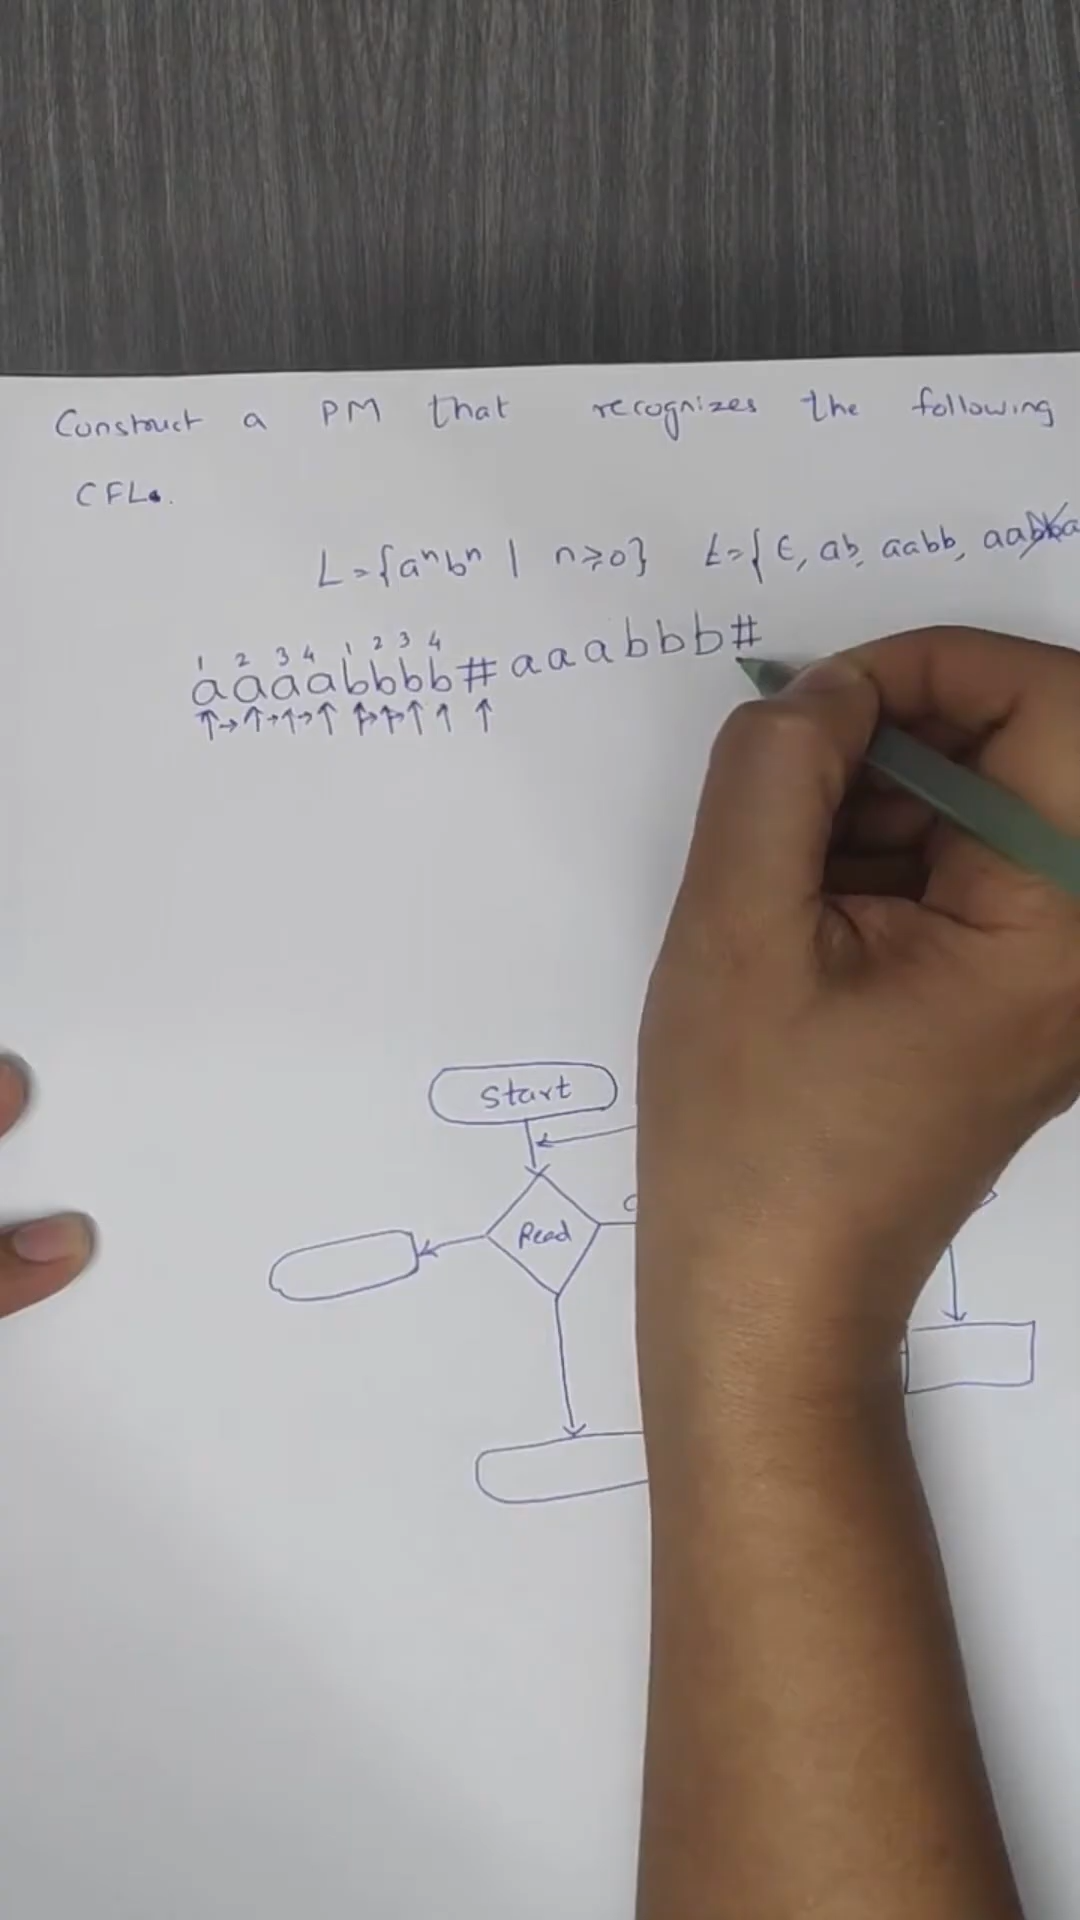 Construct a PM that recognizes the following
CFL.
L={aⁿbⁿ | n≥0} L={ ϵ, ab, aabb,
1 2 3 4 1 2 3 4
aaaabbbb#aaabbb#
Start
Read